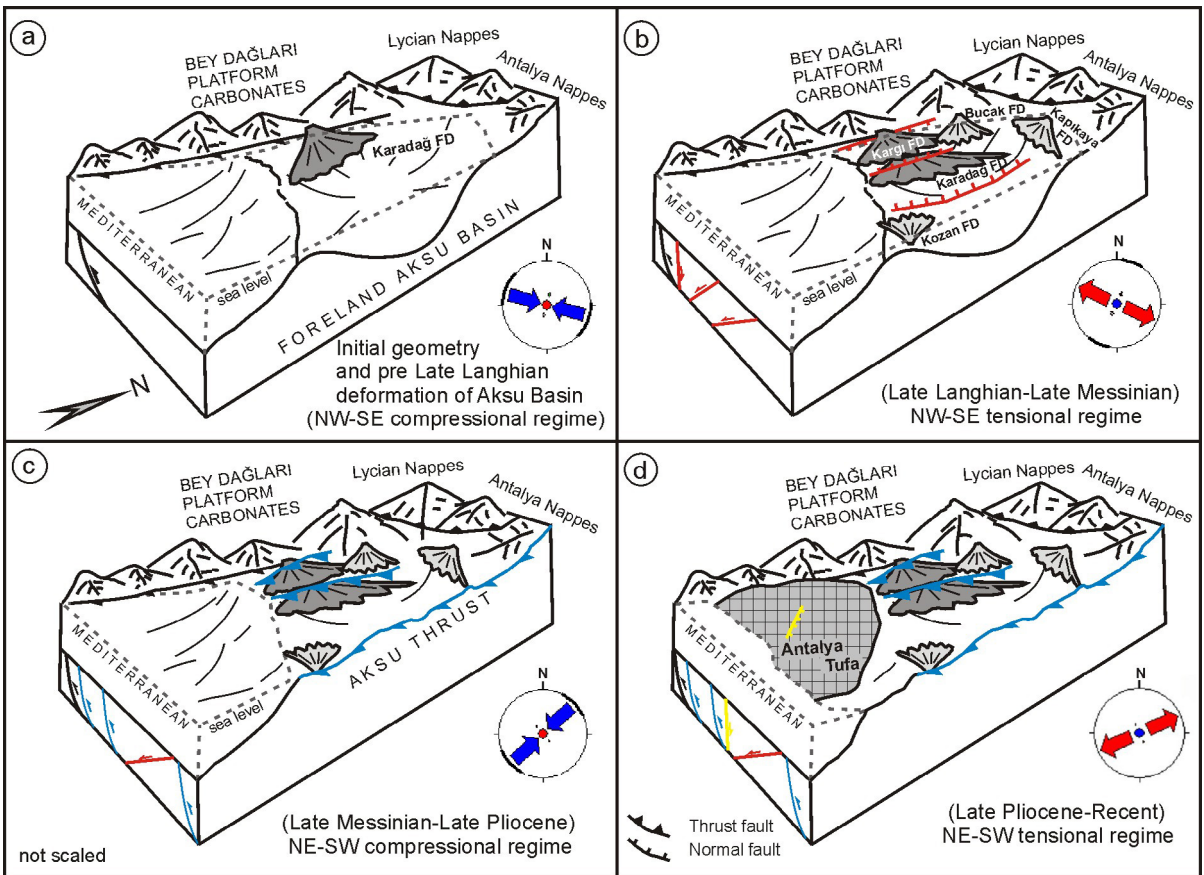 a
Lycian Nappes
Antalya Nappes
BEY DAĞLARI
PLATFORM
CARBONATES
Karadağ FD
MEDITERRANEAN
sea level
FORELAND AKSU BASIN
N
N
Initial geometry
and pre Late Langhian
deformation of Aksu Basin
(NW-SE compressional regime)
b
Lycian Nappes
Antalya Nappes
BEY DAĞLARI
PLATFORM
CARBONATES
Bucak FD
Kapıkaya
FD
Kargı FD
Karadağ FD
Kozan FD
MEDITERRANEAN
sea level
N
(Late Langhian-Late Messinian)
NW-SE tensional regime
c
Lycian Nappes
Antalya Nappes
BEY DAĞLARI
PLATFORM
CARBONATES
MEDITERRANEAN
sea level
AKSU THRUST
N
(Late Messinian-Late Pliocene)
NE-SW compressional regime
not scaled
d
Lycian Nappes
Antalya Nappes
BEY DAĞLARI
PLATFORM
CARBONATES
Antalya
Tufa
MEDITERRANEAN
N
(Late Pliocene-Recent)
NE-SW tensional regime
Thrust fault
Normal fault